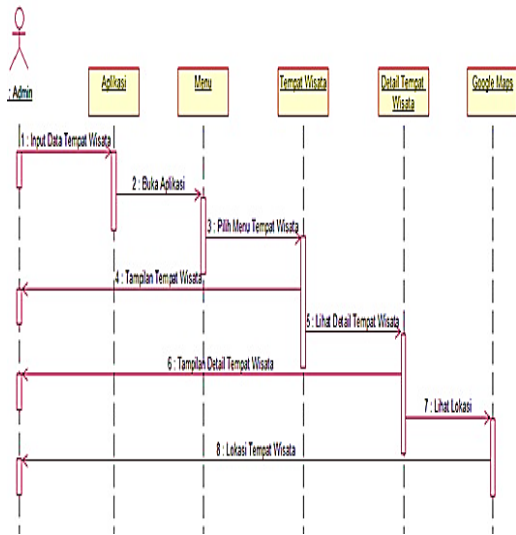 : Admin
Aplikasi
Menu
Tempat Wisata
Detail Tempat
Wisata
Google Maps
1 : Input Data Tempat Wisata
2 : Buka Aplikasi
3 : Pilih Menu Tempat Wisata
4 : Tampilan Tempat Wisata
5 : Lihat Detail Tempat Wisata
6 : Tampilan Detail Tempat Wisata
7 : Lihat Lokasi
8 : Lokasi Tempat Wisata